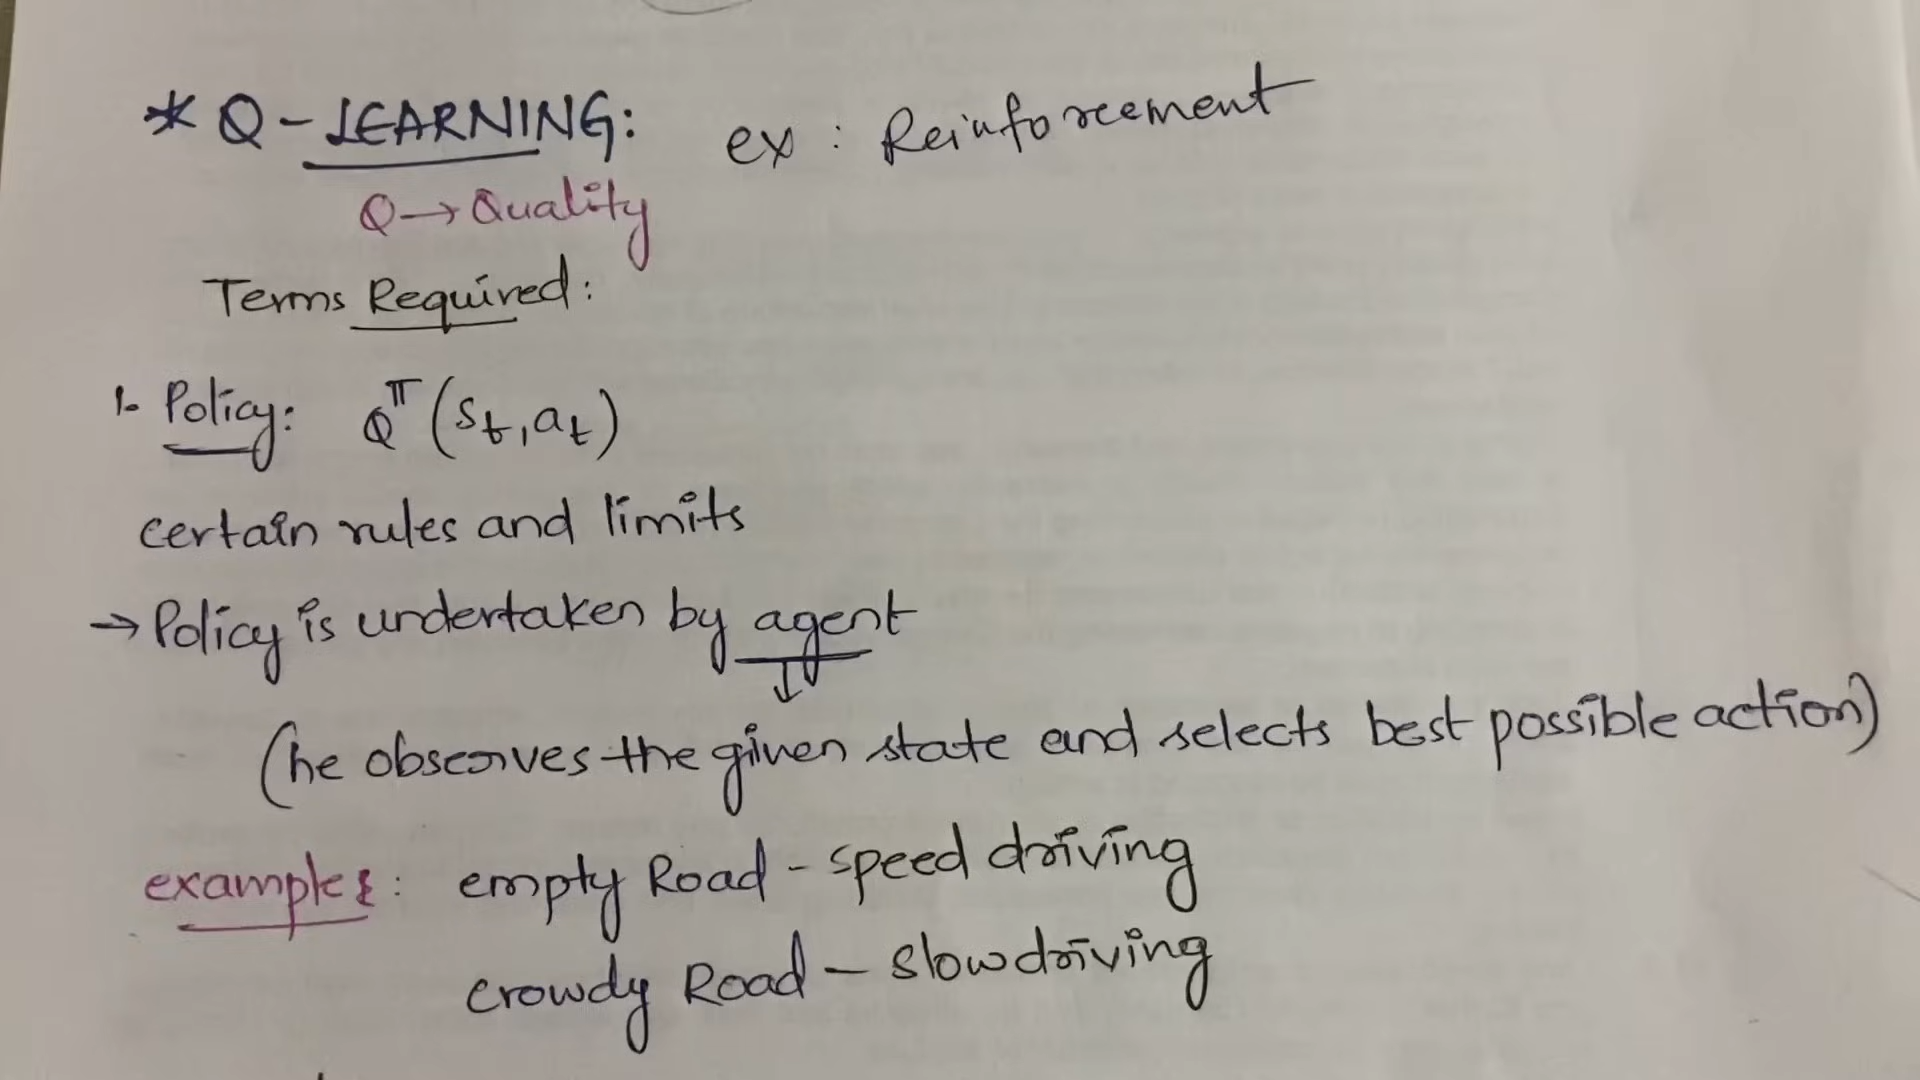 * Q - LEARNING: ex : Reinforcement
Q → Quality
Terms Required:
1. Policy: Q^π (s_t, a_t)
certain rules and limits
→ Policy is undertaken by agent
↓
(he observes the given state and selects best possible action)
examples: empty Road - speed driving
crowdy Road - slow driving